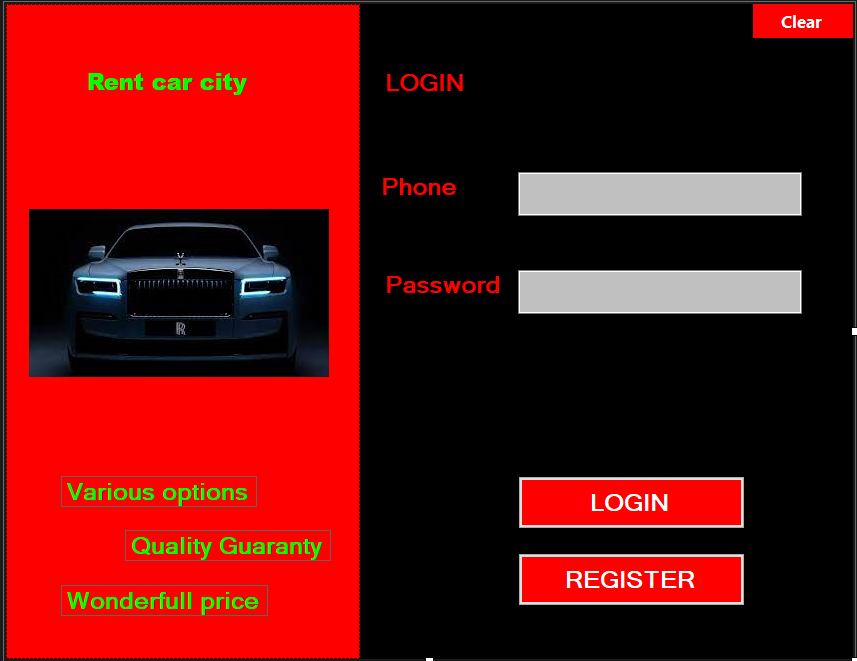 Clear
Rent car city
LOGIN
Phone
Password
Various options
Quality Guaranty
Wonderfull price
LOGIN
REGISTER